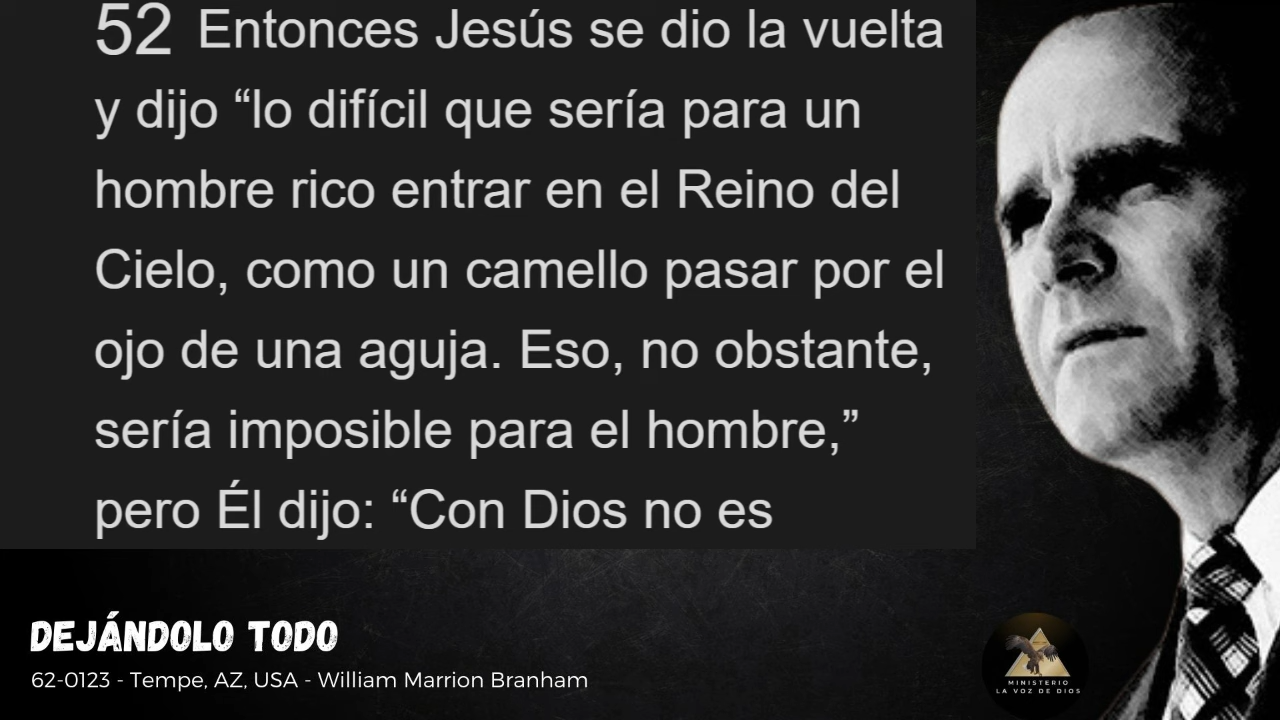 52 Entonces Jesús se dio la vuelta
y dijo “lo difícil que sería para un
hombre rico entrar en el Reino del
Cielo, como un camello pasar por el
ojo de una aguja. Eso, no obstante,
sería imposible para el hombre,”
pero Él dijo: “Con Dios no es
DEJÁNDOLO TODO
62-0123 - Tempe, AZ, USA - William Marrion Branham
MINISTERIO
LA VOZ DE DIOS